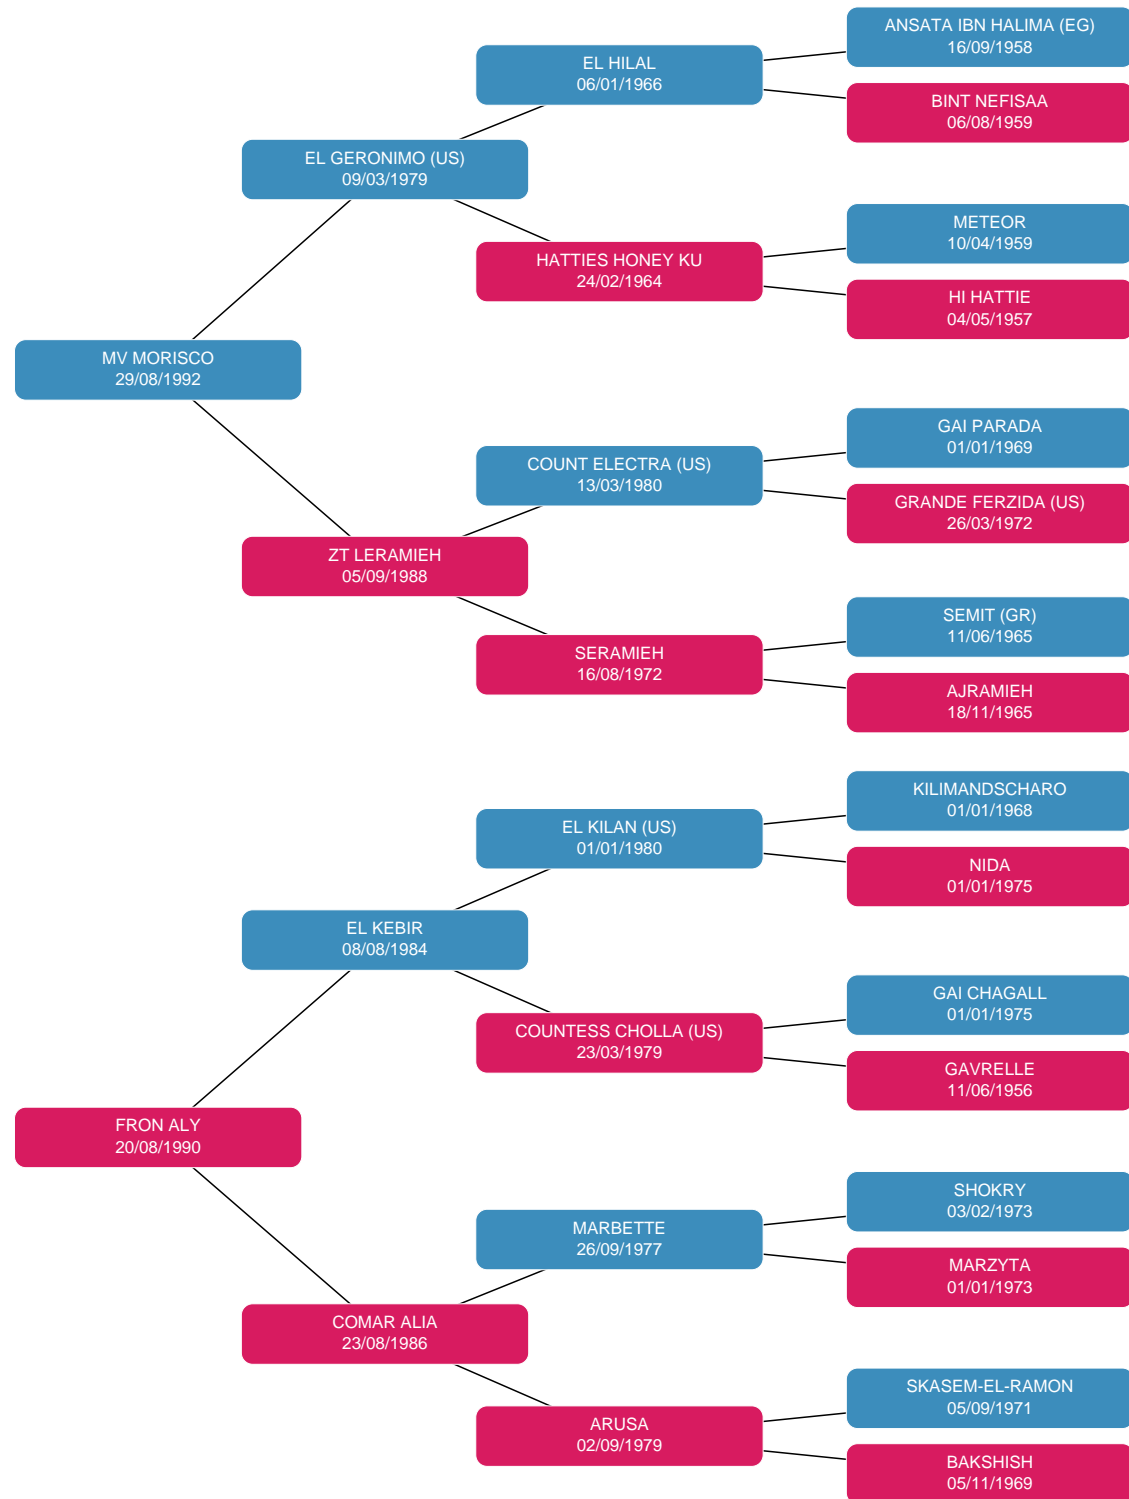 ANSATA IBN HALIMA (EG)
16/09/1958
EL HILAL
06/01/1966
BINT NEFISAA
06/08/1959
EL GERONIMO (US)
09/03/1979
METEOR
10/04/1959
HATTIES HONEY KU
24/02/1964
HI HATTIE
04/05/1957
MV MORISCO
29/08/1992
GAI PARADA
01/01/1969
COUNT ELECTRA (US)
13/03/1980
GRANDE FERZIDA (US)
26/03/1972
ZT LERAMIEH
05/09/1988
SEMIT (GR)
11/06/1965
SERAMIEH
16/08/1972
AJRAMIEH
18/11/1965
KILIMANDSCHARO
01/01/1968
EL KILAN (US)
01/01/1980
NIDA
01/01/1975
EL KEBIR
08/08/1984
GAI CHAGALL
01/01/1975
COUNTESS CHOLLA (US)
23/03/1979
GAVRELLE
11/06/1956
FRON ALY
20/08/1990
SHOKRY
03/02/1973
MARBETTE
26/09/1977
MARZYTA
01/01/1973
COMAR ALIA
23/08/1986
SKASEM-EL-RAMON
05/09/1971
ARUSA
02/09/1979
BAKSHISH
05/11/1969